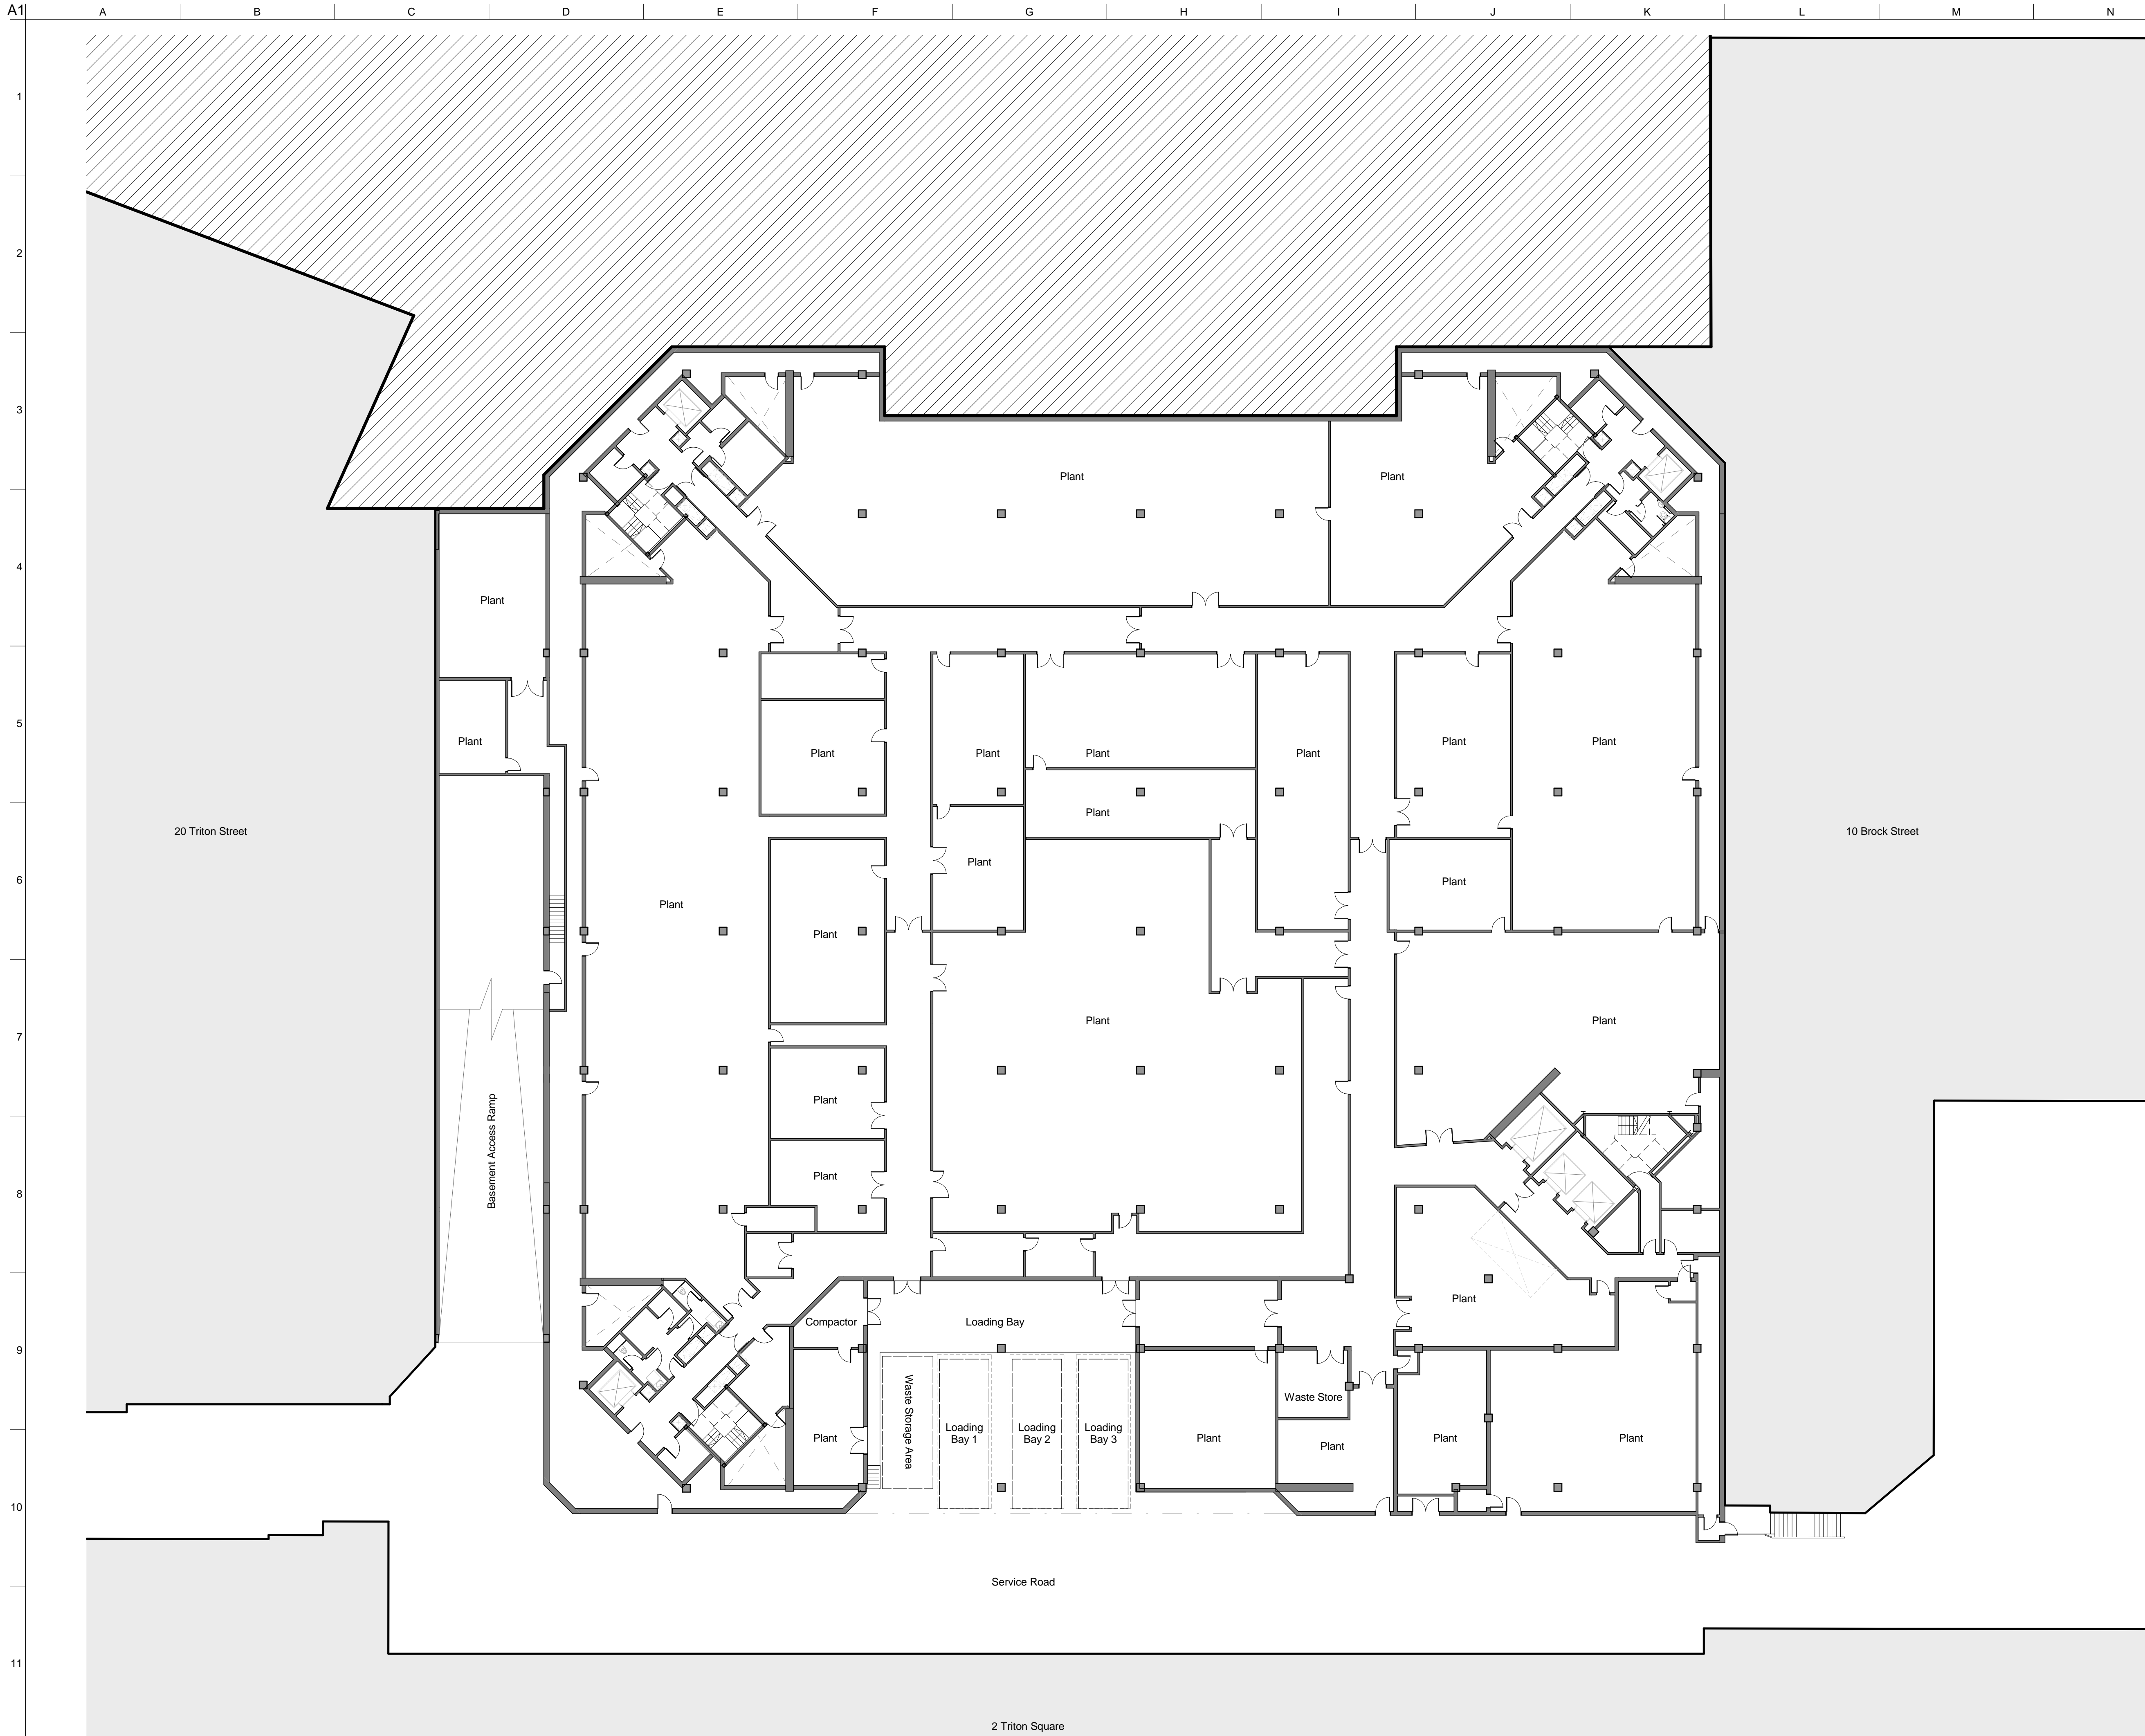 A1
A B C D E F G H I J K L M N
1
2
3
Plant
Plant
4
Plant
5
Plant
Plant
Plant
Plant
Plant
Plant
Plant
Plant
20 Triton Street
10 Brock Street
6
Plant
Plant
Plant
Plant
7
Plant
Plant
Basement Access Ramp
Plant
8
Plant
Plant
9
Compactor
Loading Bay
Waste Storage Area
Waste Store
Loading
Bay 1
Loading
Bay 2
Loading
Bay 3
Plant
Plant
Plant
Plant
Plant
10
Service Road
11
2 Triton Square